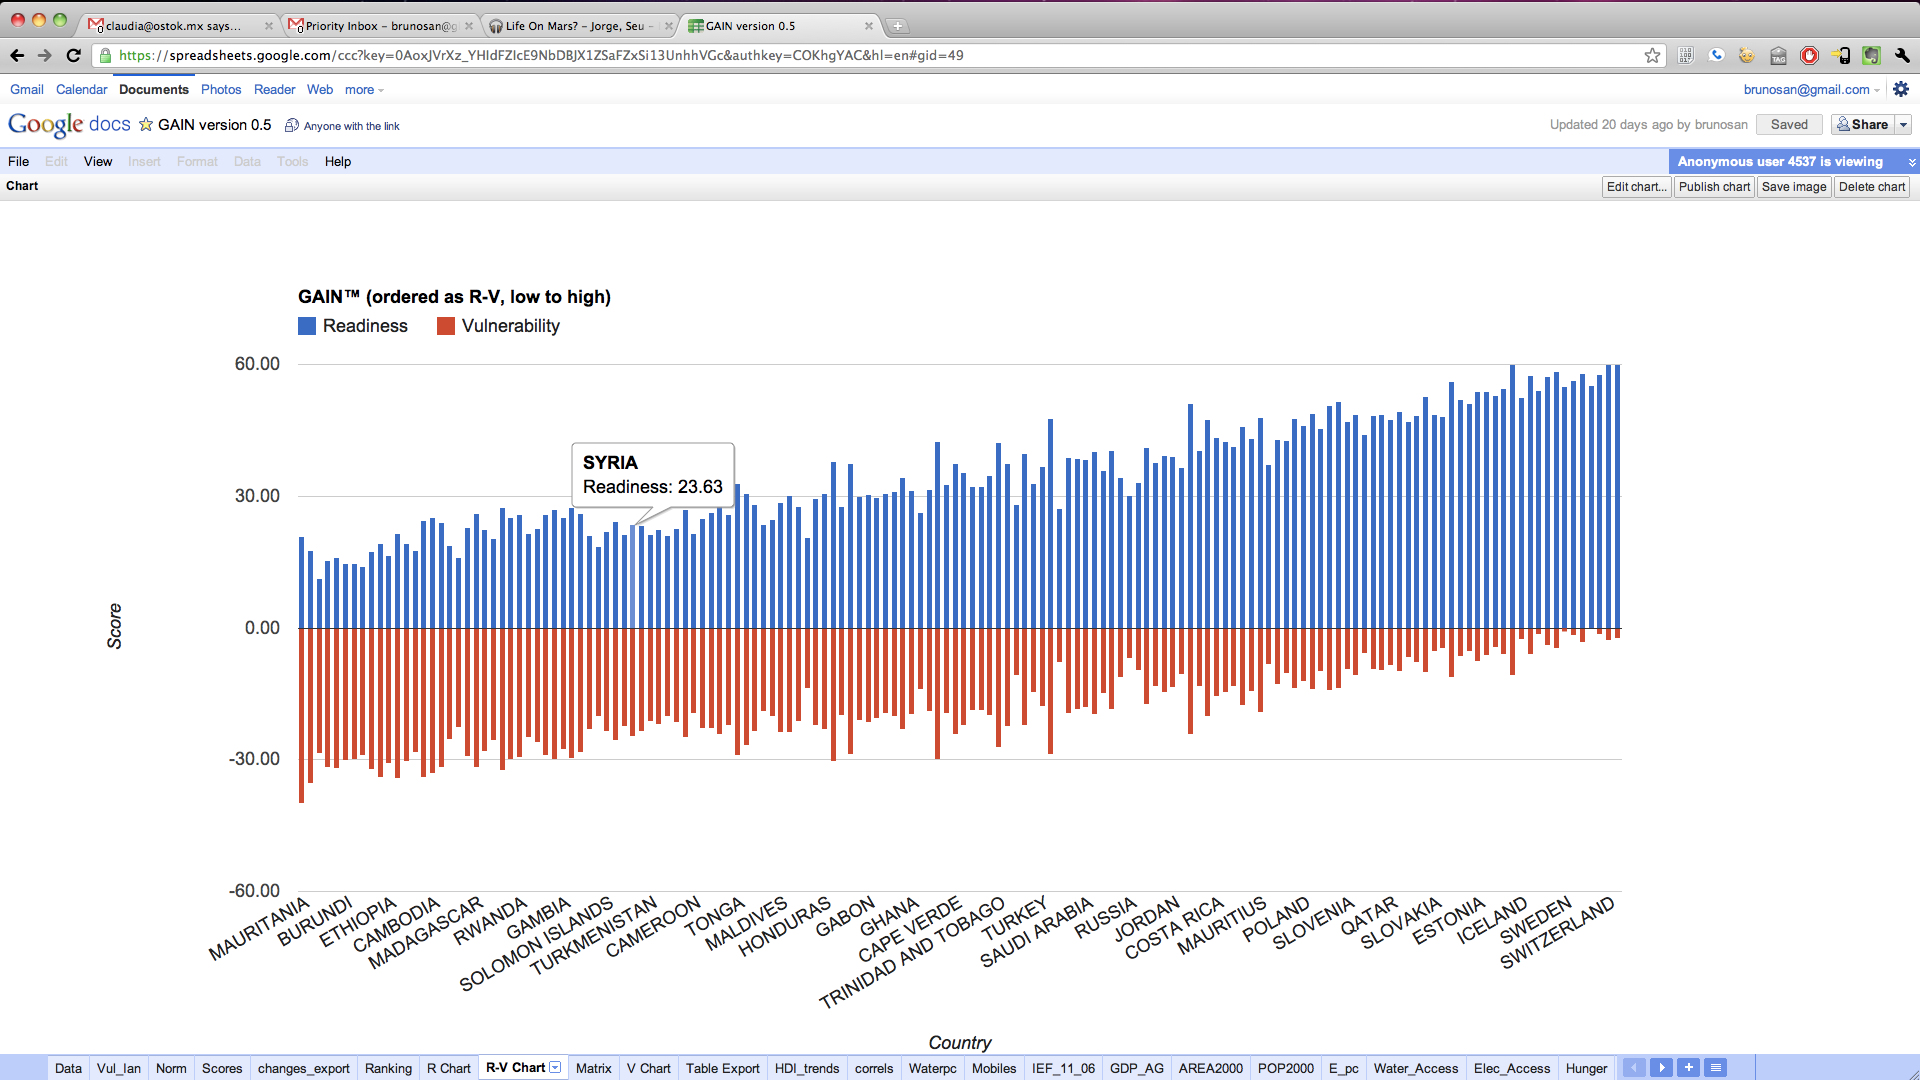 claudia@ostok.mx says...
Priority Inbox – brunosan@g
Life On Mars? – Jorge, Seu –
GAIN version 0.5
https://spreadsheets.google.com/ccc?key=0AoxJVrXz_YHIdFZIcE9NbDBJX1ZSaFZxSi13UnhhVGc&authkey=COKhgYAC&hl=en#gid=49
Gmail Calendar Documents Photos Reader Web more
brunosan@gmail.com
Google docs GAIN version 0.5 Anyone with the link
Updated 20 days ago by brunosan Saved Share
File Edit View Insert Format Data Tools Help
Anonymous user 4537 is viewing
Chart
Edit chart... Publish chart Save image Delete chart
GAIN™ (ordered as R-V, low to high)
Readiness Vulnerability
60.00
30.00
0.00
-30.00
-60.00
SYRIA
Readiness: 23.63
Score
MAURITANIA
BURUNDI
ETHIOPIA
CAMBODIA
MADAGASCAR
RWANDA
GAMBIA
SOLOMON ISLANDS
TURKMENISTAN
CAMEROON
TONGA
MALDIVES
HONDURAS
GABON
GHANA
CAPE VERDE
TRINIDAD AND TOBAGO
TURKEY
SAUDI ARABIA
RUSSIA
JORDAN
COSTA RICA
MAURITIUS
POLAND
SLOVENIA
QATAR
SLOVAKIA
ESTONIA
ICELAND
SWEDEN
SWITZERLAND
Country
Data Vul_Ian Norm Scores changes_export Ranking R Chart R-V Chart Matrix V Chart Table Export HDI_trends correls Waterpc Mobiles IEF_11_06 GDP_AG AREA2000 POP2000 E_pc Water_Access Elec_Access Hunger